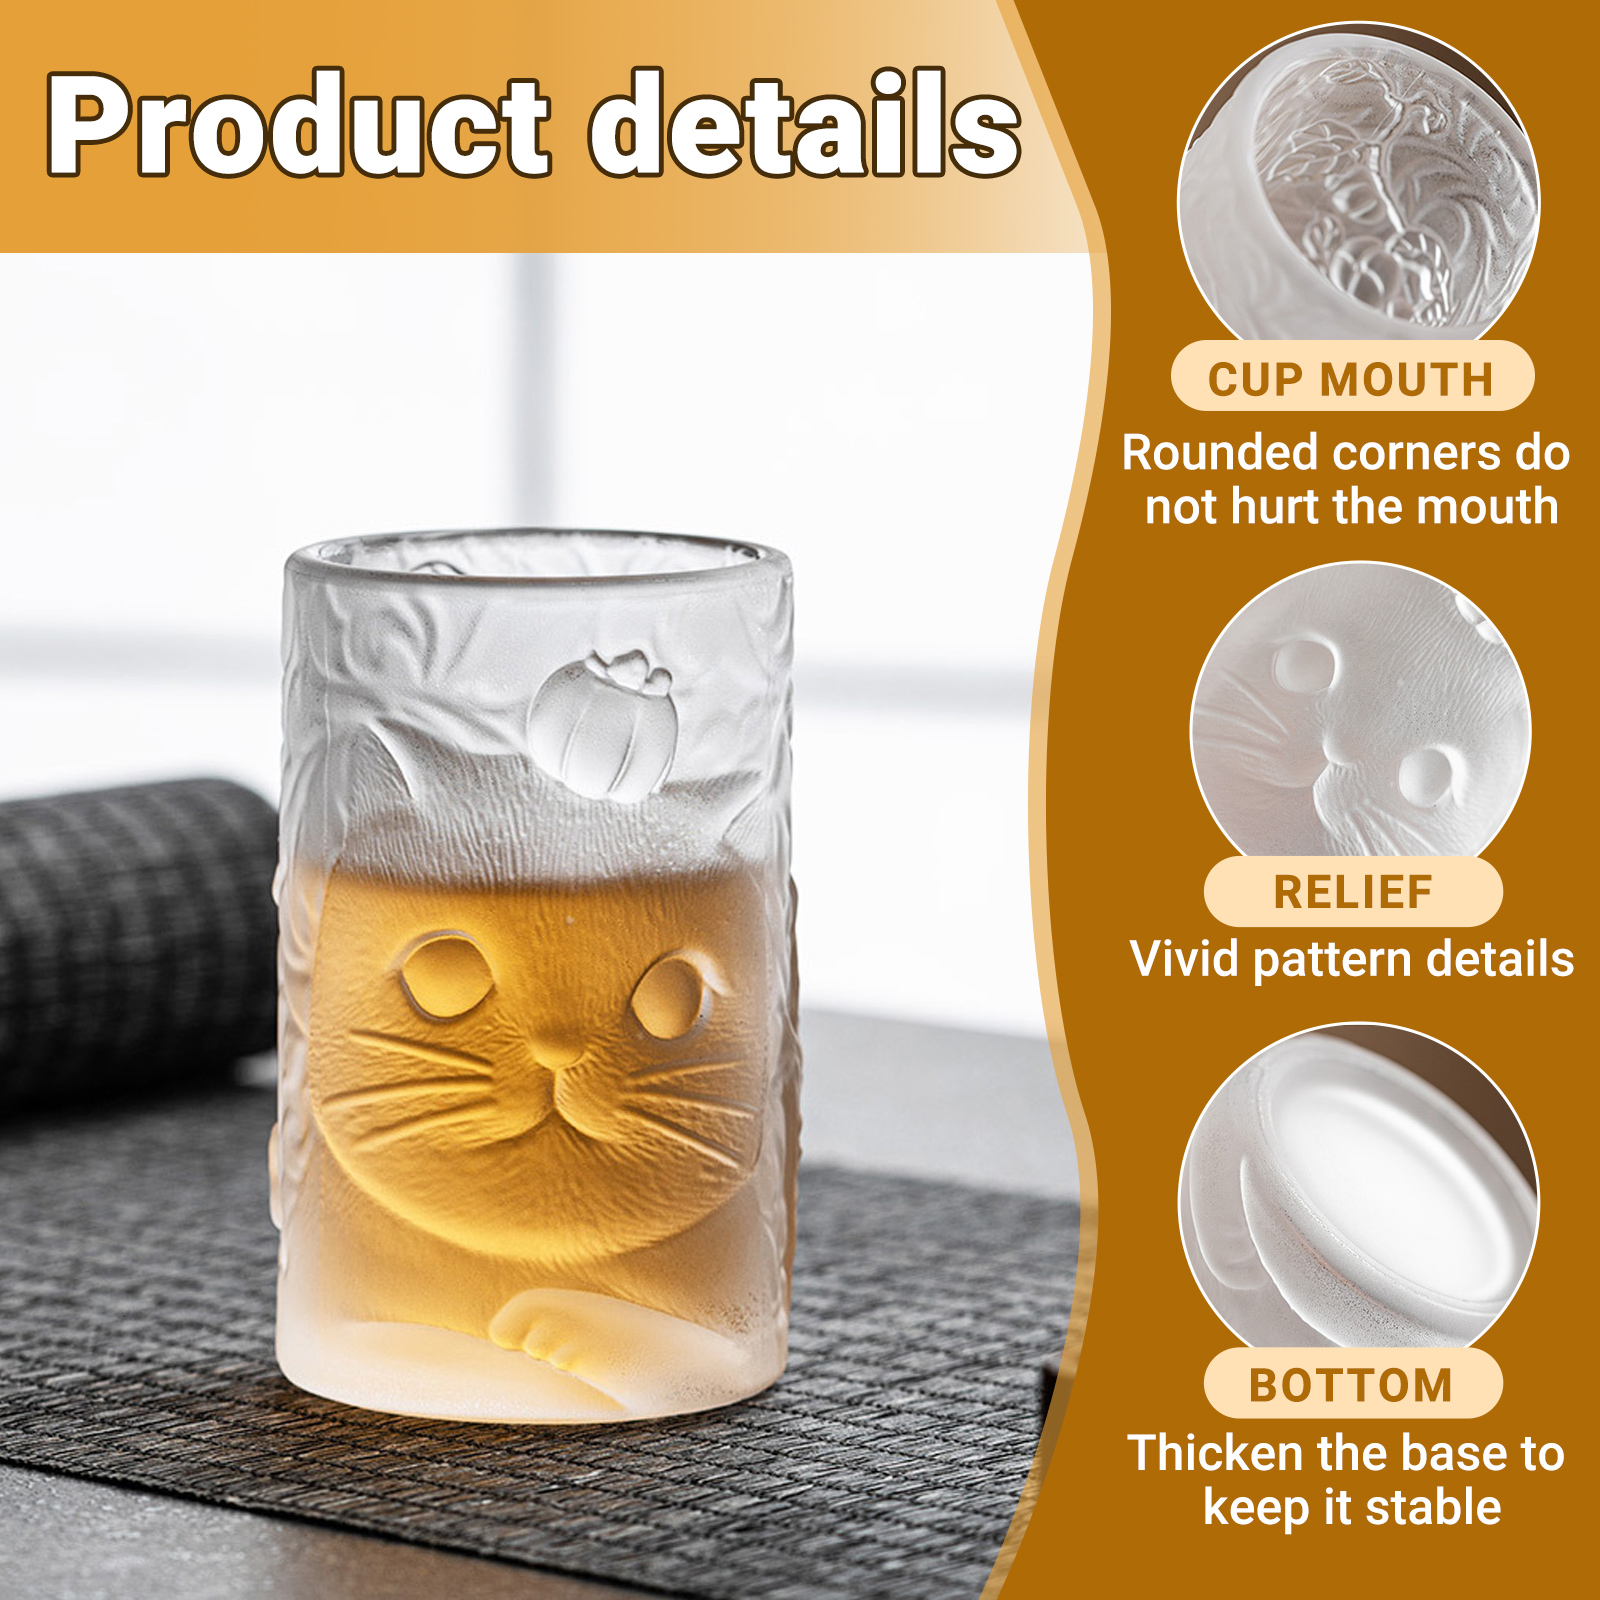 Product details
CUP MOUTH
Rounded corners do
not hurt the mouth
RELIEF
Vivid pattern details
BOTTOM
Thicken the base to
keep it stable